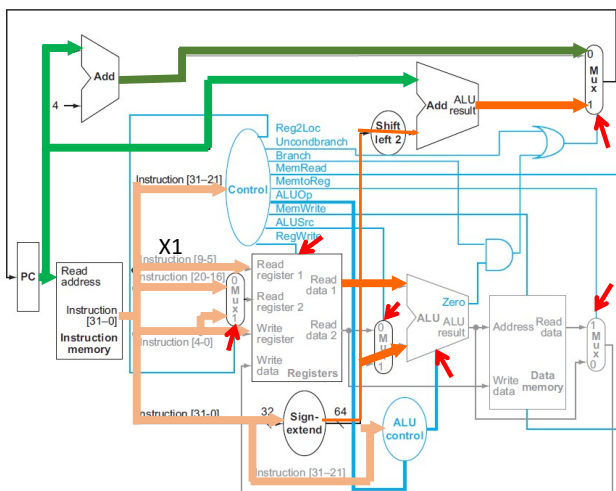 Add
4
0
M
u
x
1
Add ALU
result
Shift
left 2
Reg2Loc
Uncondbranch
Branch
MemRead
MemtoReg
ALUOp
MemWrite
ALUSrc
RegWrite
Control
Instruction [31–21]
X1
PC
Read
address
Instruction
[31–0]
Instruction
memory
Instruction [9-5]
Instruction [20-16]
Instruction [4-0]
0
M
u
x
1
Read
register 1
Read
register 2
Write
register
Write
data
Read
data 1
Read
data 2
Registers
0
M
u
1
Zero
ALU ALU
result
Address
Write
data
Read
data
Data
memory
1
M
u
x
0
Instruction [31-0]
32
Sign-
extend
64
ALU
control
Instruction [31–21]